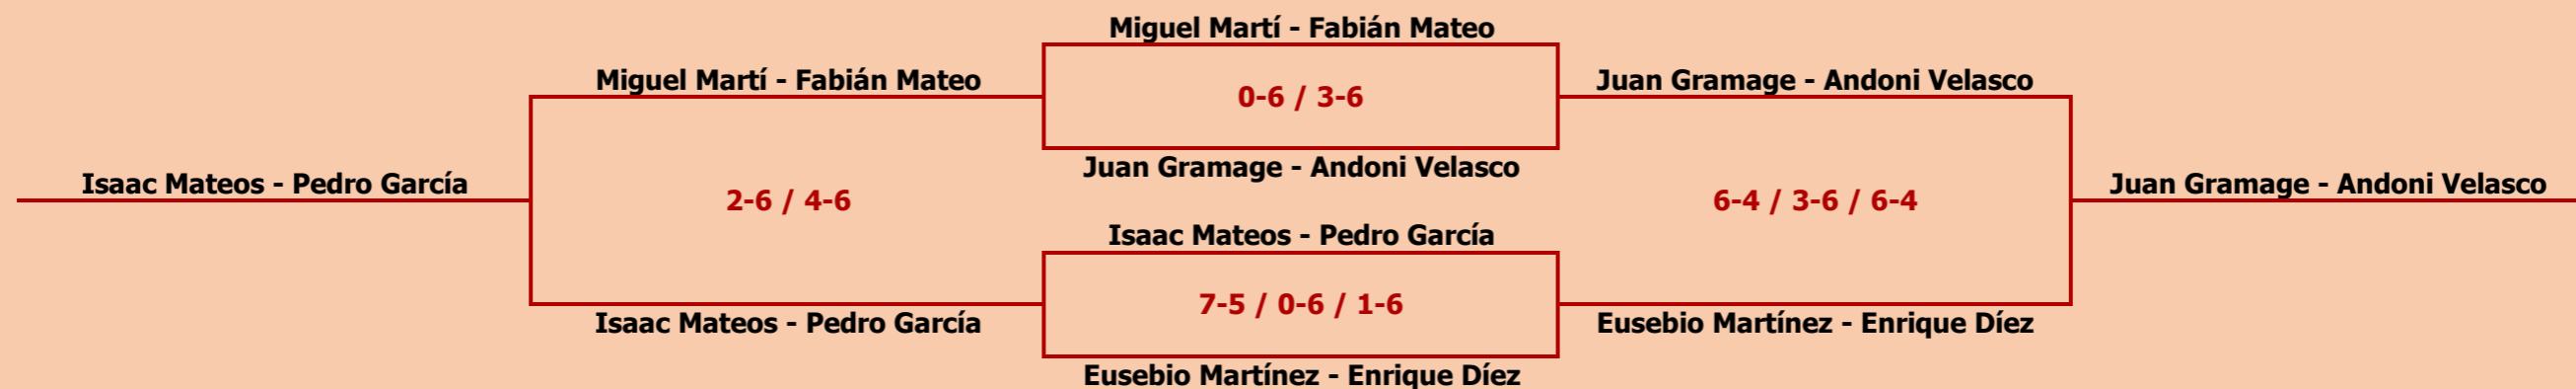 Miguel Martí - Fabián Mateo
Miguel Martí - Fabián Mateo
Juan Gramage - Andoni Velasco
0-6 / 3-6
Juan Gramage - Andoni Velasco
Isaac Mateos - Pedro García
Juan Gramage - Andoni Velasco
2-6 / 4-6
6-4 / 3-6 / 6-4
Isaac Mateos - Pedro García
7-5 / 0-6 / 1-6
Isaac Mateos - Pedro García
Eusebio Martínez - Enrique Díez
Eusebio Martínez - Enrique Díez